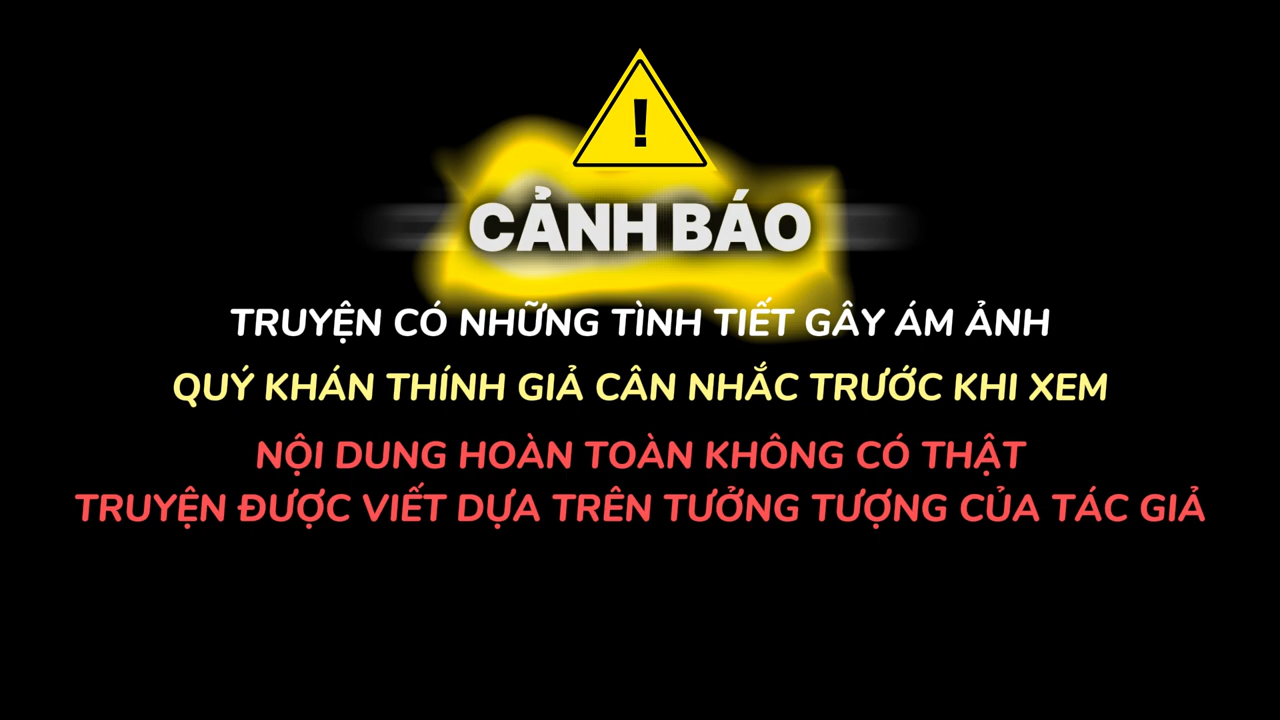 !
CẢNH BÁO
TRUYỆN CÓ NHỮNG TÌNH TIẾT GÂY ÁM ẢNH
QUÝ KHÁN THÍNH GIẢ CÂN NHẮC TRƯỚC KHI XEM
NỘI DUNG HOÀN TOÀN KHÔNG CÓ THẬT
TRUYỆN ĐƯỢC VIẾT DỰA TRÊN TƯỞNG TƯỢNG CỦA TÁC GIẢ